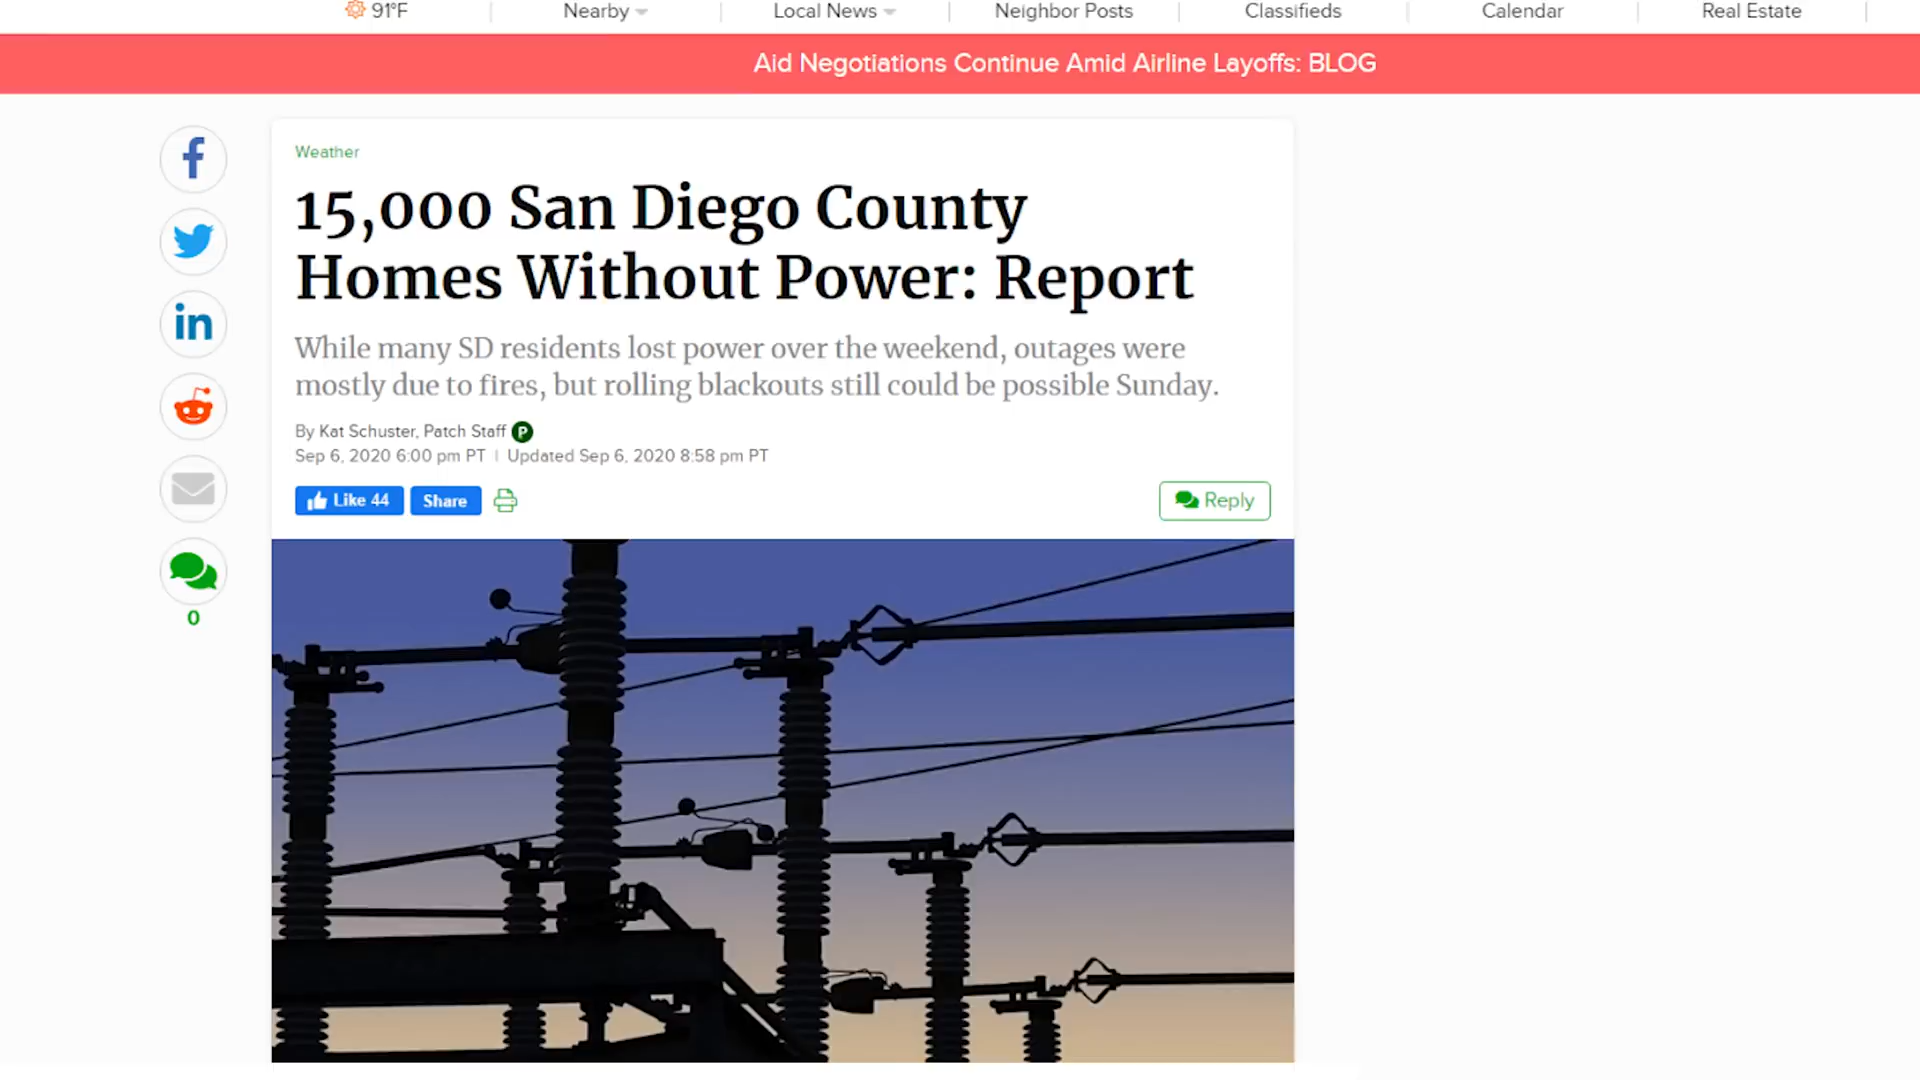 91°F
Nearby
Local News
Neighbor Posts
Classifieds
Calendar
Real Estate
Aid Negotiations Continue Amid Airline Layoffs: BLOG
Weather
15,000 San Diego County
Homes Without Power: Report
While many SD residents lost power over the weekend, outages were
mostly due to fires, but rolling blackouts still could be possible Sunday.
By Kat Schuster, Patch Staff P
Sep 6, 2020 6:00 pm PT | Updated Sep 6, 2020 8:58 pm PT
Like 44
Share
Reply
in
0